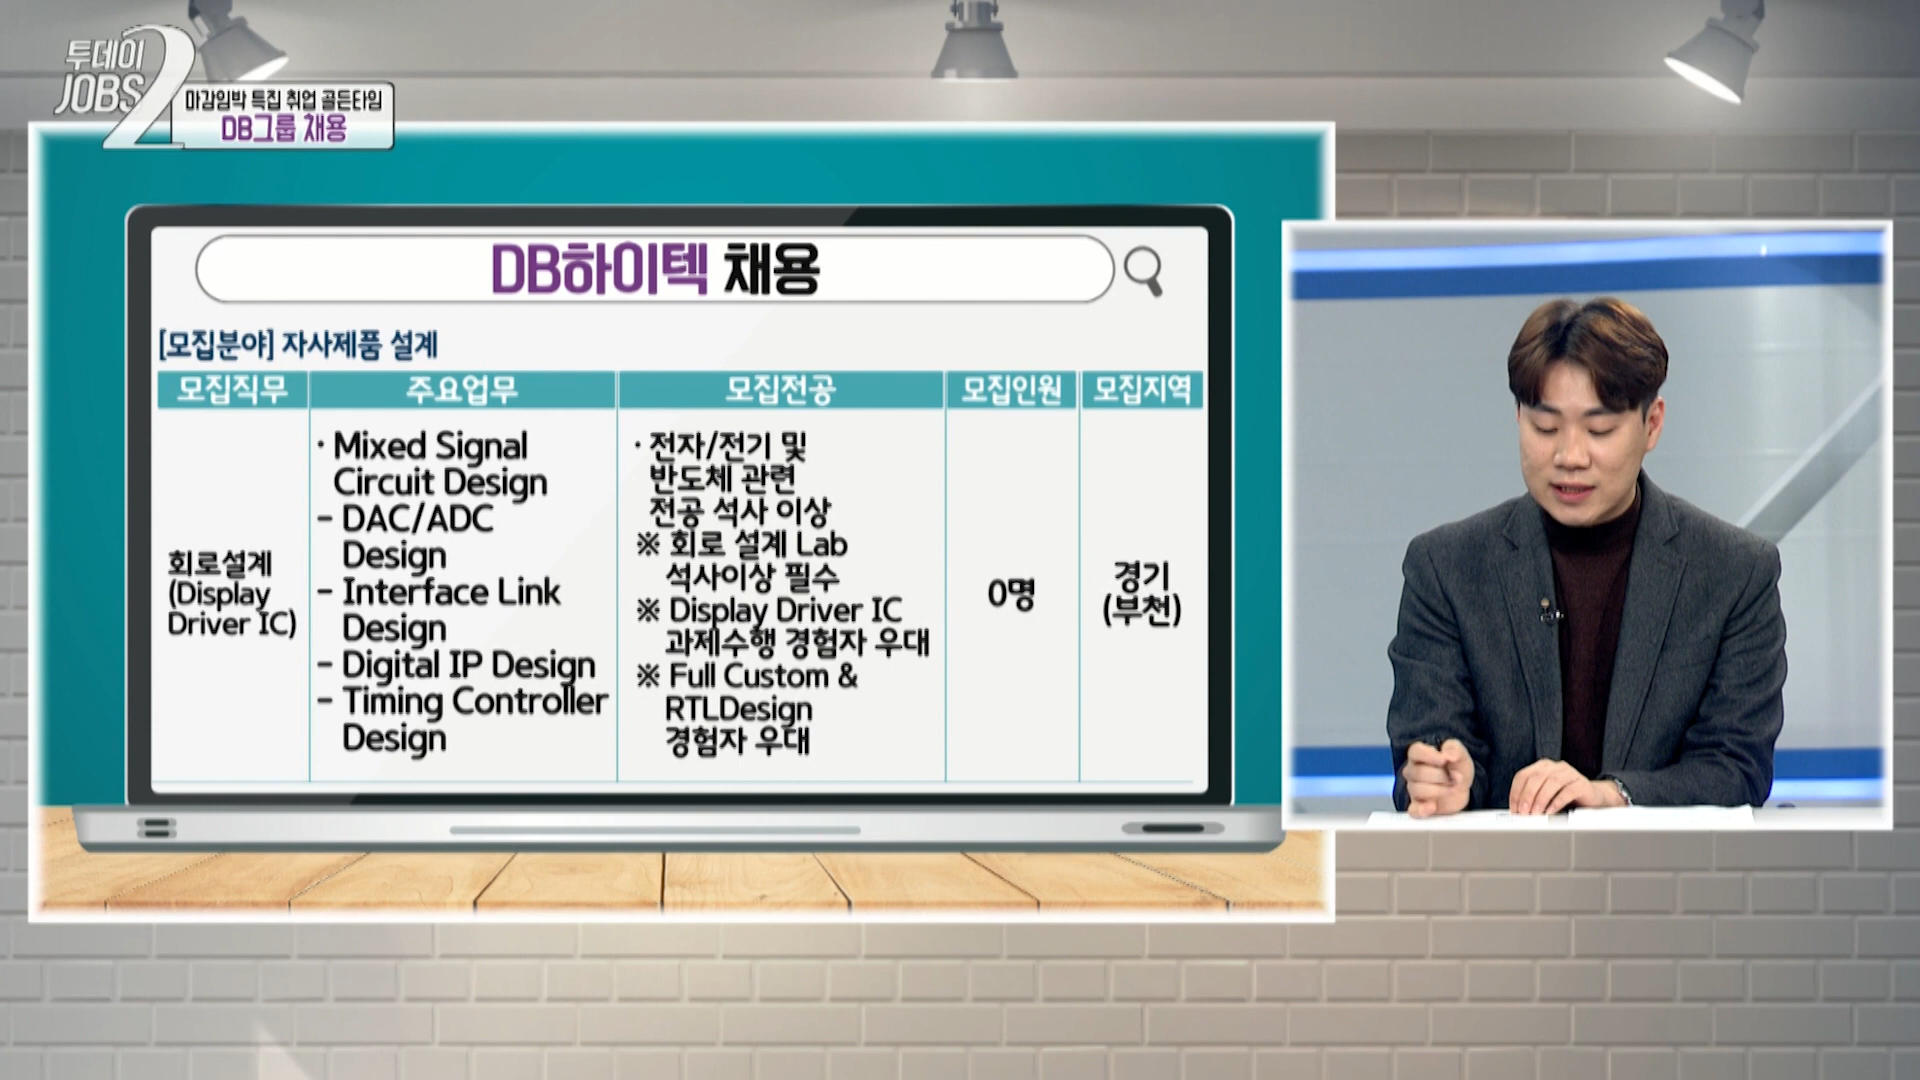 투데이
JOBS 2
마감임박 특집 취업 골든타임
DB그룹 채용
DB하이텍 채용
[모집분야] 자사제품 설계
모집직무 주요업무 모집전공 모집인원 모집지역
회로설계
(Display
Driver IC)
· Mixed Signal
Circuit Design
- DAC/ADC
Design
- Interface Link
Design
- Digital IP Design
- Timing Controller
Design
· 전자/전기 및
반도체 관련
전공 석사 이상
※ 회로 설계 Lab
석사이상 필수
※ Display Driver IC
과제수행 경험자 우대
※ Full Custom &
RTLDesign
경험자 우대
0명
경기
(부천)